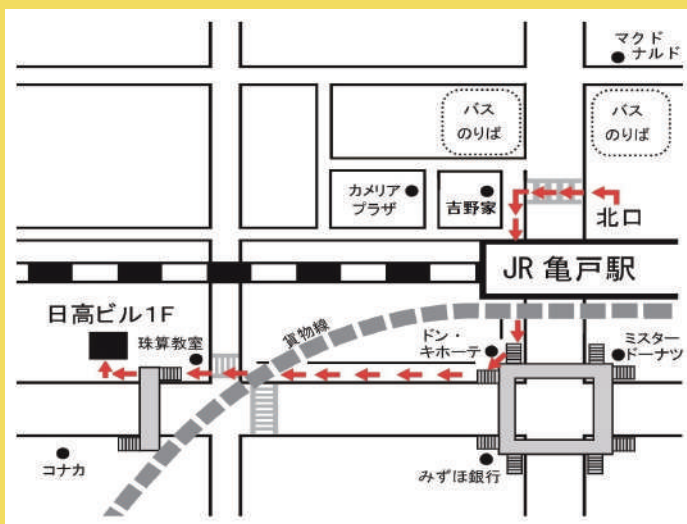 マクド
ナルド
バス
のりば
バス
のりば
カメリア
プラザ
吉野家
北口
JR 亀戸駅
日高ビル1F
珠算教室
貨物線
ドン・
キホーテ
ミスター
ドーナツ
コナカ
みずほ銀行